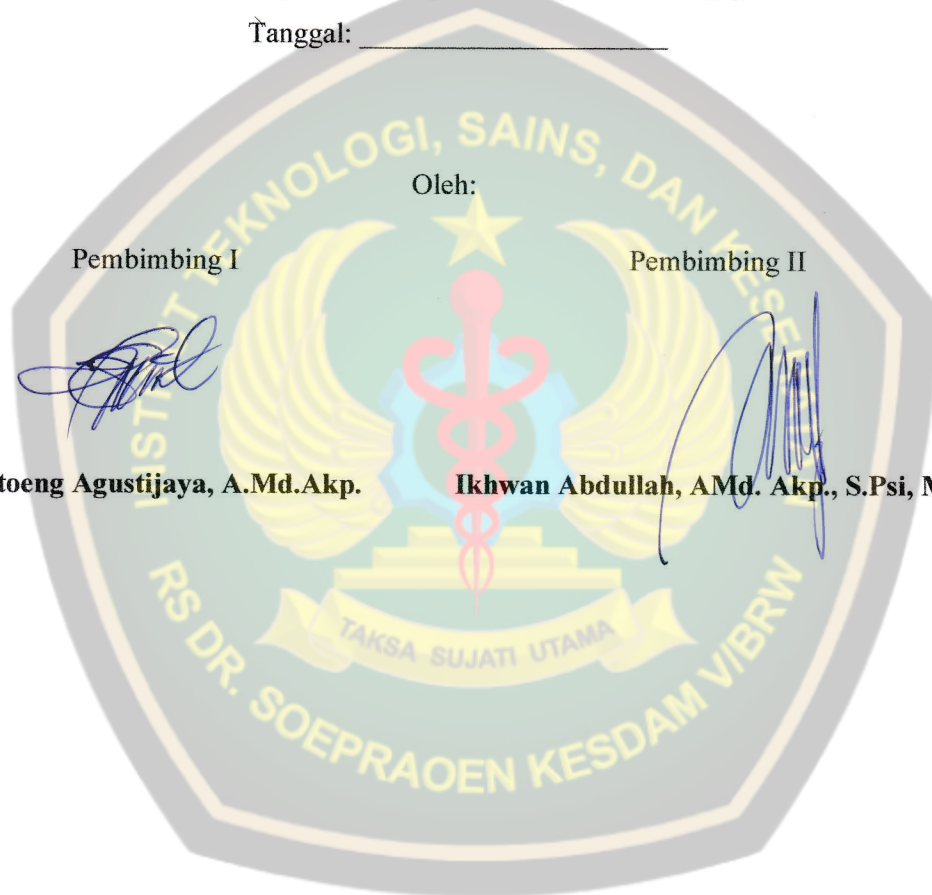 Tanggal: ____________________
Oleh:
Pembimbing I
Pembimbing II
toeng Agustijaya, A.Md.Akp.
Ikhwan Abdullah, AMd. Akp., S.Psi, M
INSTITUT TEKNOLOGI, SAINS, DAN KESEHATAN
TAKSA SUJATI UTAMA
RS DR. SOEPRAOEN KESDAM V/BRW